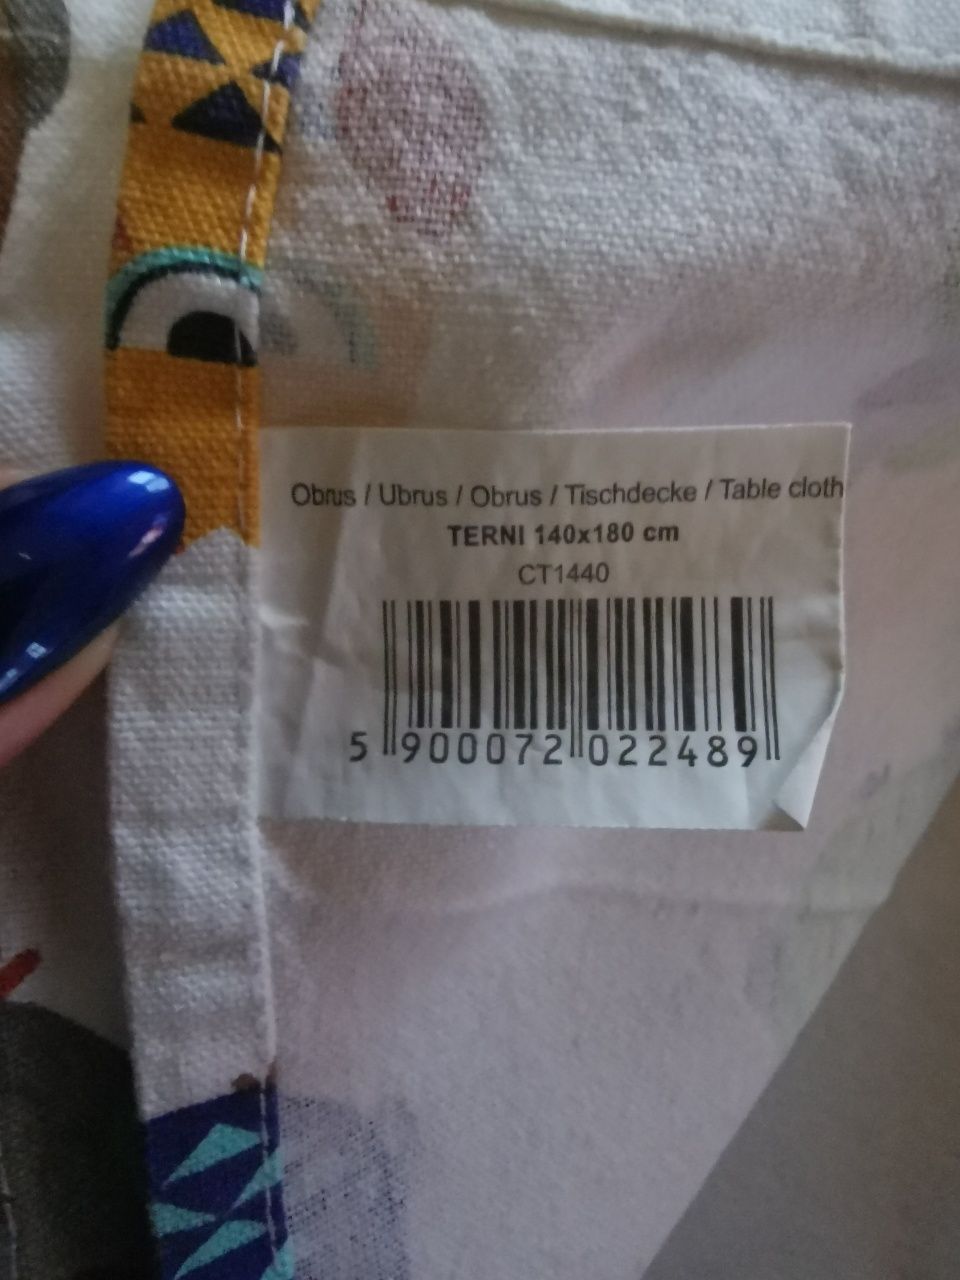 Obrus / Ubrus / Obrus / Tischdecke / Table cloth
TERNI 140x180 cm
CT1440
5 900072 022489